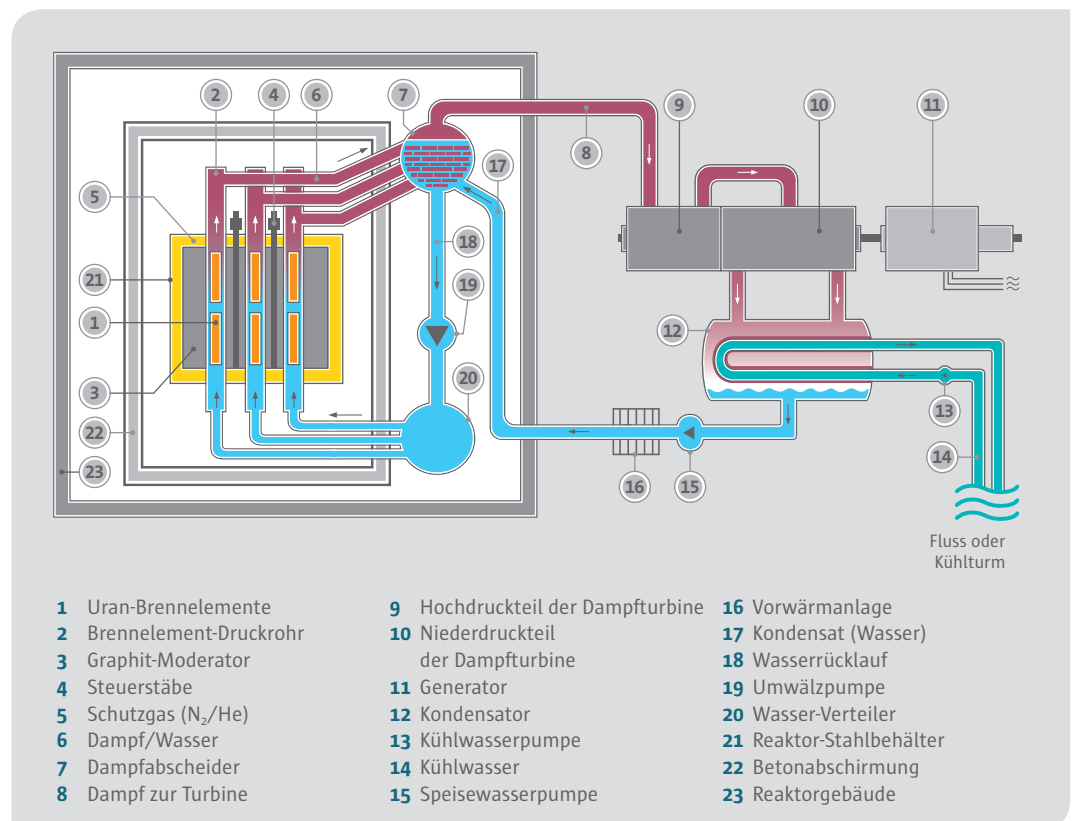 2
4
6
7
9
10
11
8
17
5
18
21
19
12
1
20
3
13
22
14
23
16
15
Fluss oder
Kühlturm
1 Uran-Brennelemente
2 Brennelement-Druckrohr
3 Graphit-Moderator
4 Steuerstäbe
5 Schutzgas (N₂/He)
6 Dampf/Wasser
7 Dampfabscheider
8 Dampf zur Turbine
9 Hochdruckteil der Dampfturbine
10 Niederdruckteil
der Dampfturbine
11 Generator
12 Kondensator
13 Kühlwasserpumpe
14 Kühlwasser
15 Speisewasserpumpe
16 Vorwärmanlage
17 Kondensat (Wasser)
18 Wasserrücklauf
19 Umwälzpumpe
20 Wasser-Verteiler
21 Reaktor-Stahlbehälter
22 Betonabschirmung
23 Reaktorgebäude